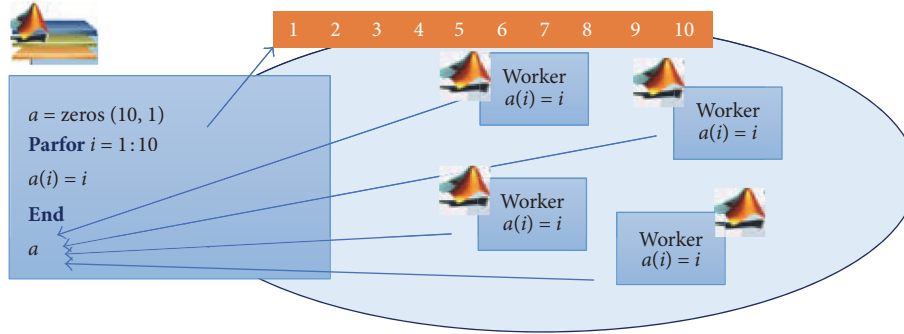 1 2 3 4 5 6 7 8 9 10
a = zeros (10, 1)
Parfor i = 1 : 10
a(i) = i
End
a
Worker
a(i) = i
Worker
a(i) = i
Worker
a(i) = i
Worker
a(i) = i